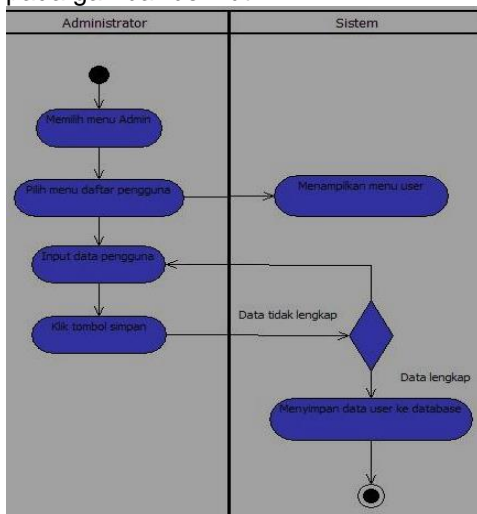 Administrator
Sistem
Memilih menu Admin
Pilih menu daftar pengguna
Menampilkan menu user
Input data pengguna
Klik tombol simpan
Data tidak lengkap
Data lengkap
Menyimpan data user ke database